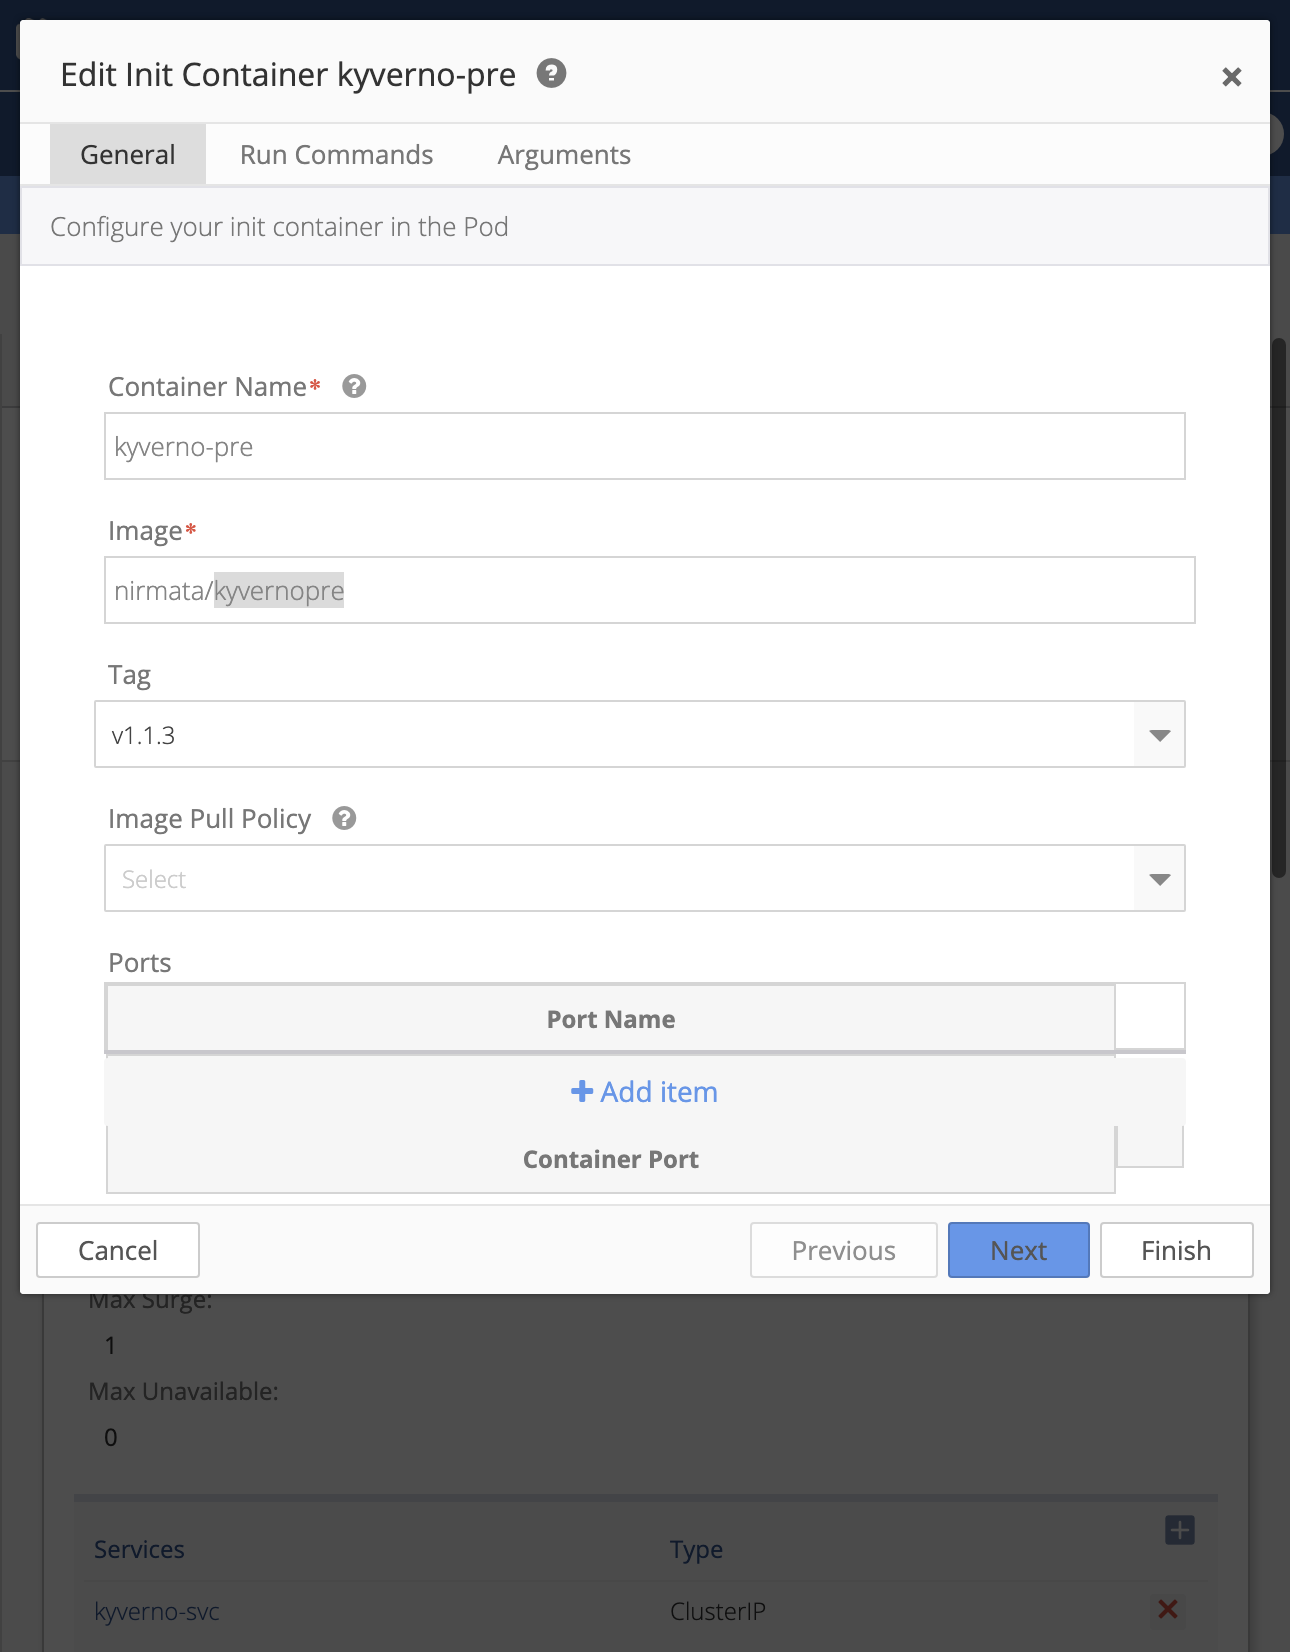 Edit Init Container kyverno-pre
General Run Commands Arguments
Configure your init container in the Pod
Container Name*
kyverno-pre
Image*
nirmata/kyvernopre
Tag
v1.1.3
Image Pull Policy
Select
Ports
Port Name
Add item
Container Port
Cancel Previous Next Finish
Max Surge:
1
Max Unavailable:
0
Services Type
kyverno-svc ClusterIP